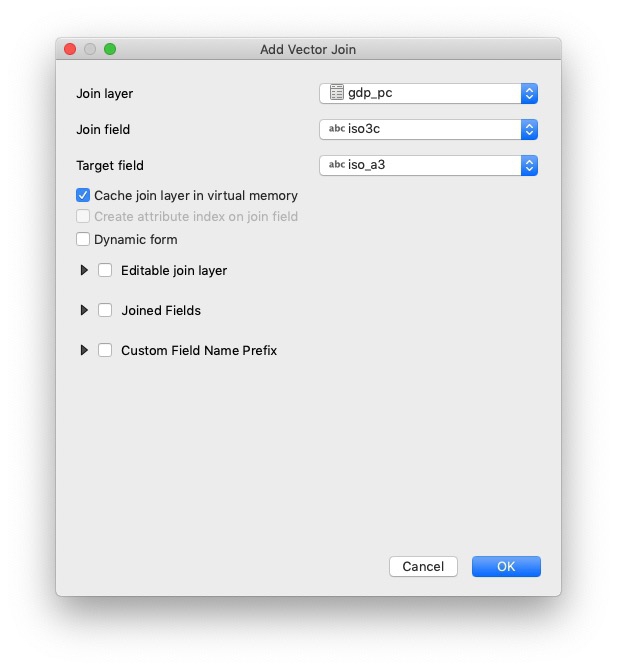 Add Vector Join
Join layer gdp_pc
Join field abc iso3c
Target field abc iso_a3
Cache join layer in virtual memory
Create attribute index on join field
Dynamic form
Editable join layer
Joined Fields
Custom Field Name Prefix
Cancel OK